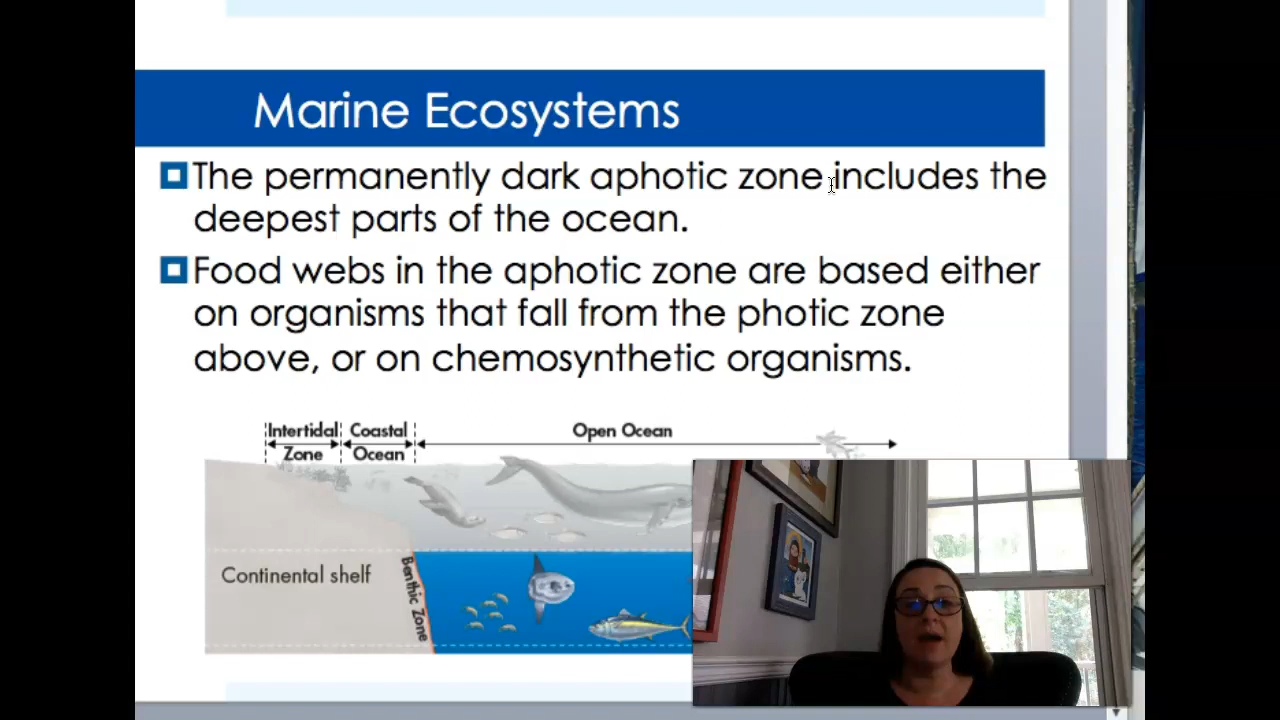 Marine Ecosystems
The permanently dark aphotic zone includes the
deepest parts of the ocean.
Food webs in the aphotic zone are based either
on organisms that fall from the photic zone
above, or on chemosynthetic organisms.
Intertidal Coastal Open Ocean
Zone Ocean
Continental shelf
Benthic Zone